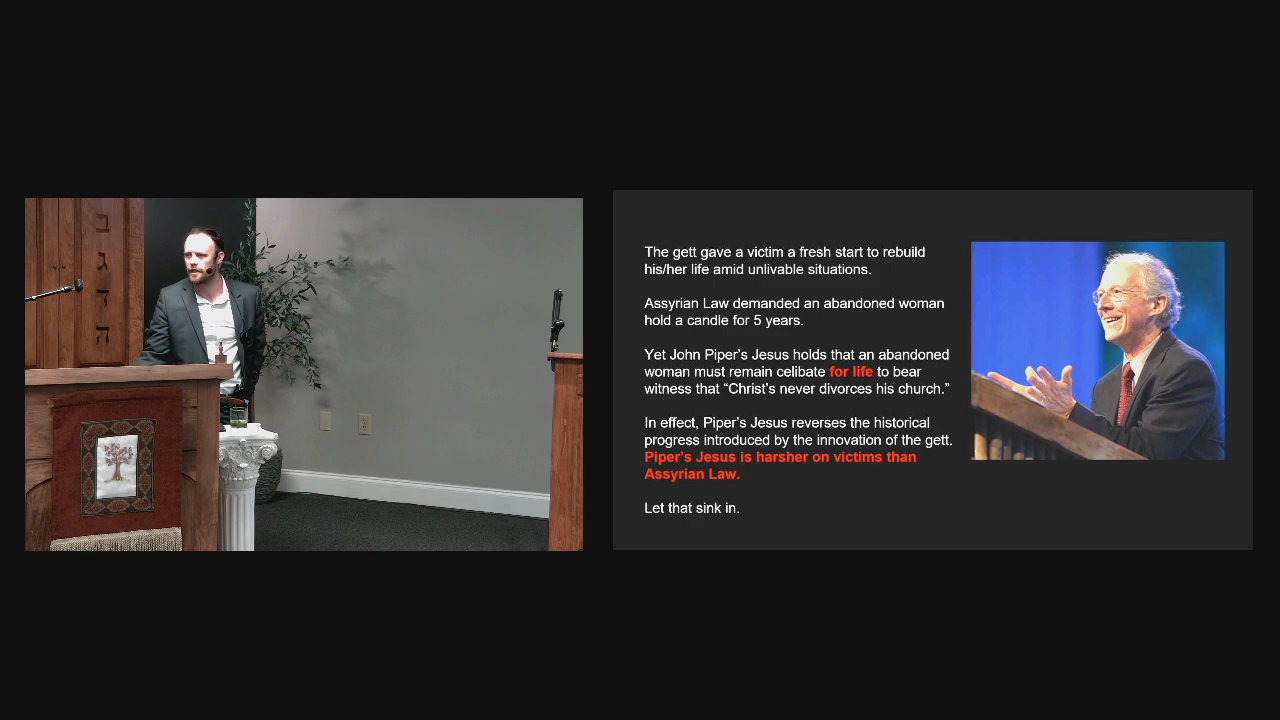 ב
ג
The gett gave a victim a fresh start to rebuild
his/her life amid unlivable situations.
Assyrian Law demanded an abandoned woman
hold a candle for 5 years.
Yet John Piper’s Jesus holds that an abandoned
woman must remain celibate for life to bear
witness that “Christ’s never divorces his church.”
In effect, Piper’s Jesus reverses the historical
progress introduced by the innovation of the gett.
Piper’s Jesus is harsher on victims than
Assyrian Law.
Let that sink in.